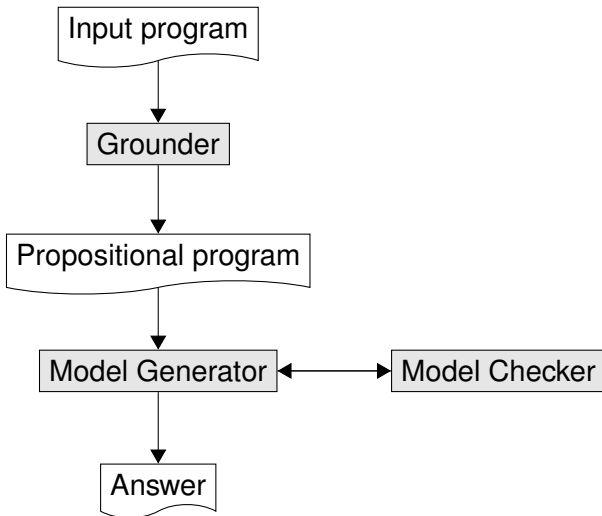 Input program
Grounder
Propositional program
Model Generator
Model Checker
Answer